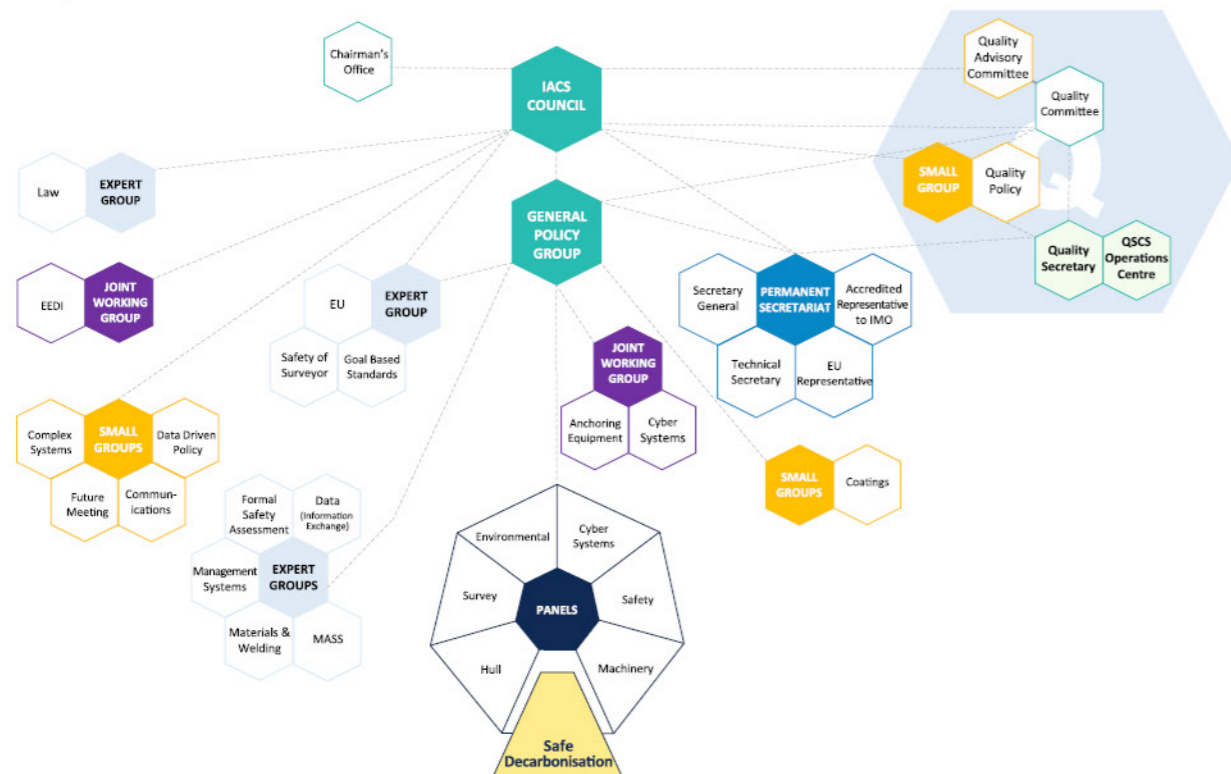 Chairman's
Office
IACS
COUNCIL
Quality
Advisory
Committee
Quality
Committee
Q
Law
EXPERT
GROUP
GENERAL
POLICY
GROUP
SMALL
GROUP
Quality
Policy
Quality
Secretary
QSCS
Operations
Centre
EEDI
JOINT
WORKING
GROUP
EU
EXPERT
GROUP
Safety of
Surveyor
Goal Based
Standards
Secretary
General
PERMANENT
SECRETARIAT
Accredited
Representative
to IMO
Technical
Secretary
EU
Representative
JOINT
WORKING
GROUP
Anchoring
Equipment
Cyber
Systems
Complex
Systems
SMALL
GROUPS
Data Driven
Policy
Future
Meeting
Commun-
ications
SMALL
GROUPS
Coatings
Formal
Safety
Assessment
Data
(Information
Exchange)
Management
Systems
EXPERT
GROUPS
Materials &
Welding
MASS
Environmental
Cyber
Systems
Survey
PANELS
Safety
Hull
Machinery
Safe
Decarbonisation